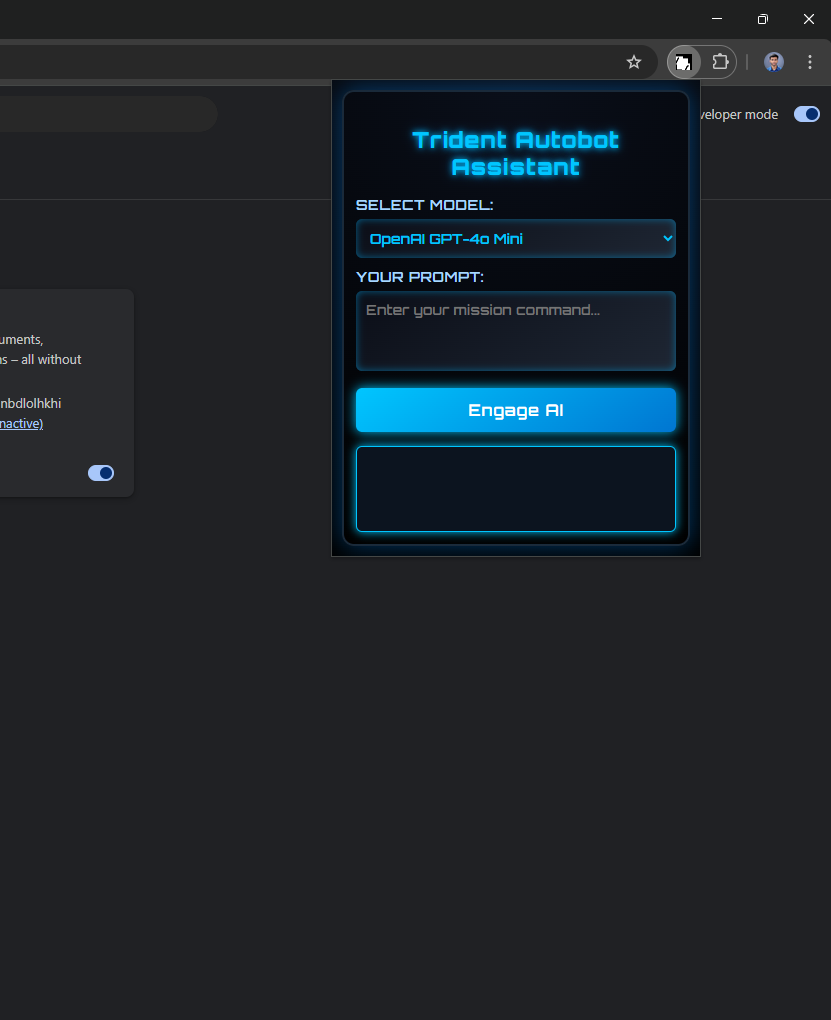 veloper mode
Trident Autobot
Assistant
SELECT MODEL:
OpenAI GPT-4o Mini
YOUR PROMPT:
Enter your mission command...
Engage AI
uments,
s – all without
nbdlolhkhi
nactive)